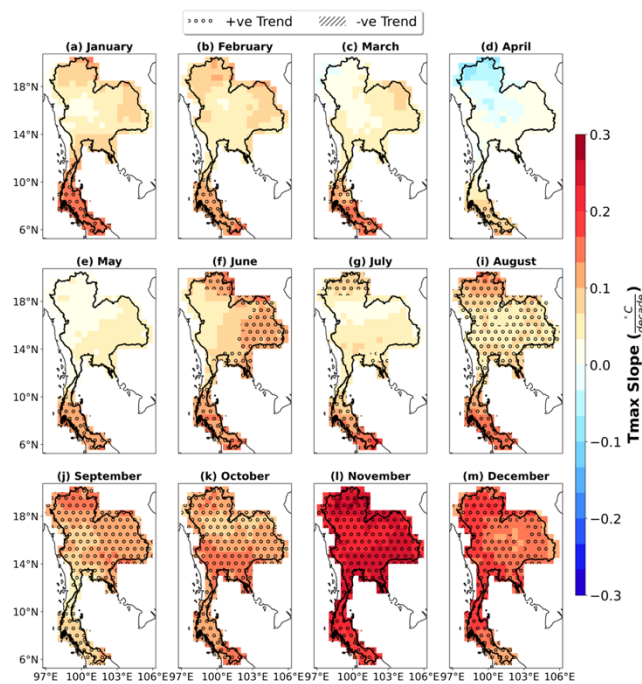 +ve Trend -ve Trend
(a) January (b) February (c) March (d) April
18°N
14°N
10°N
6°N
(e) May (f) June (g) July (i) August
18°N
14°N
10°N
6°N
(j) September (k) October (l) November (m) December
18°N
14°N
10°N
6°N
97°E 100°E 103°E 106°E 97°E 100°E 103°E 106°E 97°E 100°E 103°E 106°E 97°E 100°E 103°E 106°E
0.3
0.2
0.1
0.0
−0.1
−0.2
−0.3
Tmax Slope (°C/decade)